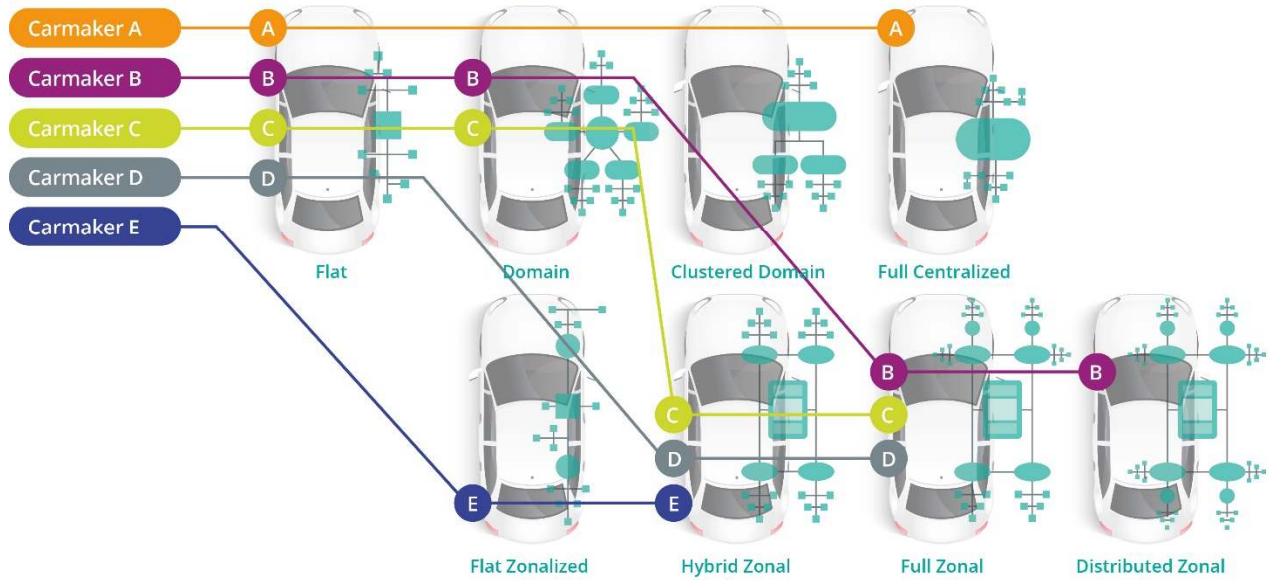 Carmaker A
A
A
Carmaker B
B
B
Carmaker C
C
C
Carmaker D
D
Carmaker E
Flat
Domain
Clustered Domain
Full Centralized
B
B
C
C
D
D
E
E
Flat Zonalized
Hybrid Zonal
Full Zonal
Distributed Zonal